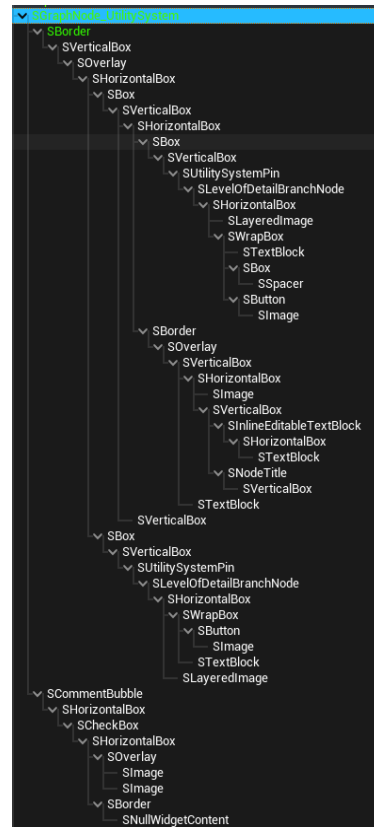 SGraphNode_UtilitySystem
SBorder
SVerticalBox
SOverlay
SHorizontalBox
SBox
SVerticalBox
SHorizontalBox
SBox
SVerticalBox
SUtilitySystemPin
SLevelOfDetailBranchNode
SHorizontalBox
SLayeredImage
SWrapBox
STextBlock
SBox
SSpacer
SButton
SImage
SBorder
SOverlay
SVerticalBox
SHorizontalBox
SImage
SVerticalBox
SInlineEditableTextBlock
SHorizontalBox
STextBlock
SNodeTitle
SVerticalBox
STextBlock
SVerticalBox
SBox
SVerticalBox
SUtilitySystemPin
SLevelOfDetailBranchNode
SHorizontalBox
SWrapBox
SButton
SImage
STextBlock
SLayeredImage
SCommentBubble
SHorizontalBox
SCheckBox
SHorizontalBox
SOverlay
SImage
SImage
SBorder
SNullWidgetContent